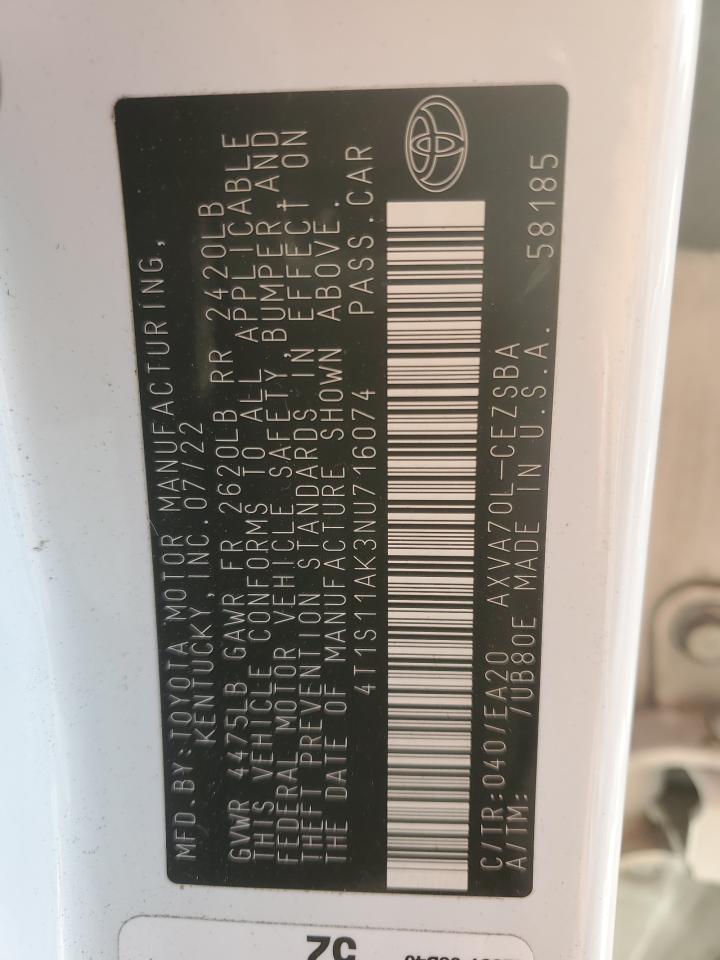 MFD.BY:TOYOTA MOTOR MANUFACTURING,
KENTUCKY,INC.07/22
GVWR 4475LB GAWR FR 2620LB RR 2420LB
THIS VEHICLE CONFORMS TO ALL APPLICABLE
FEDERAL MOTOR VEHICLE SAFETY,BUMPER AND
THEFT PREVENTION STANDARDS IN EFFECT ON
THE DATE OF MANUFACTURE SHOWN ABOVE.
4T1S11AK3NU716074 PASS.CAR
C/TR:040/EA20 AXVA70L-CEZSBA
A/TM: 7UB80E MADE IN U.S.A. 58185